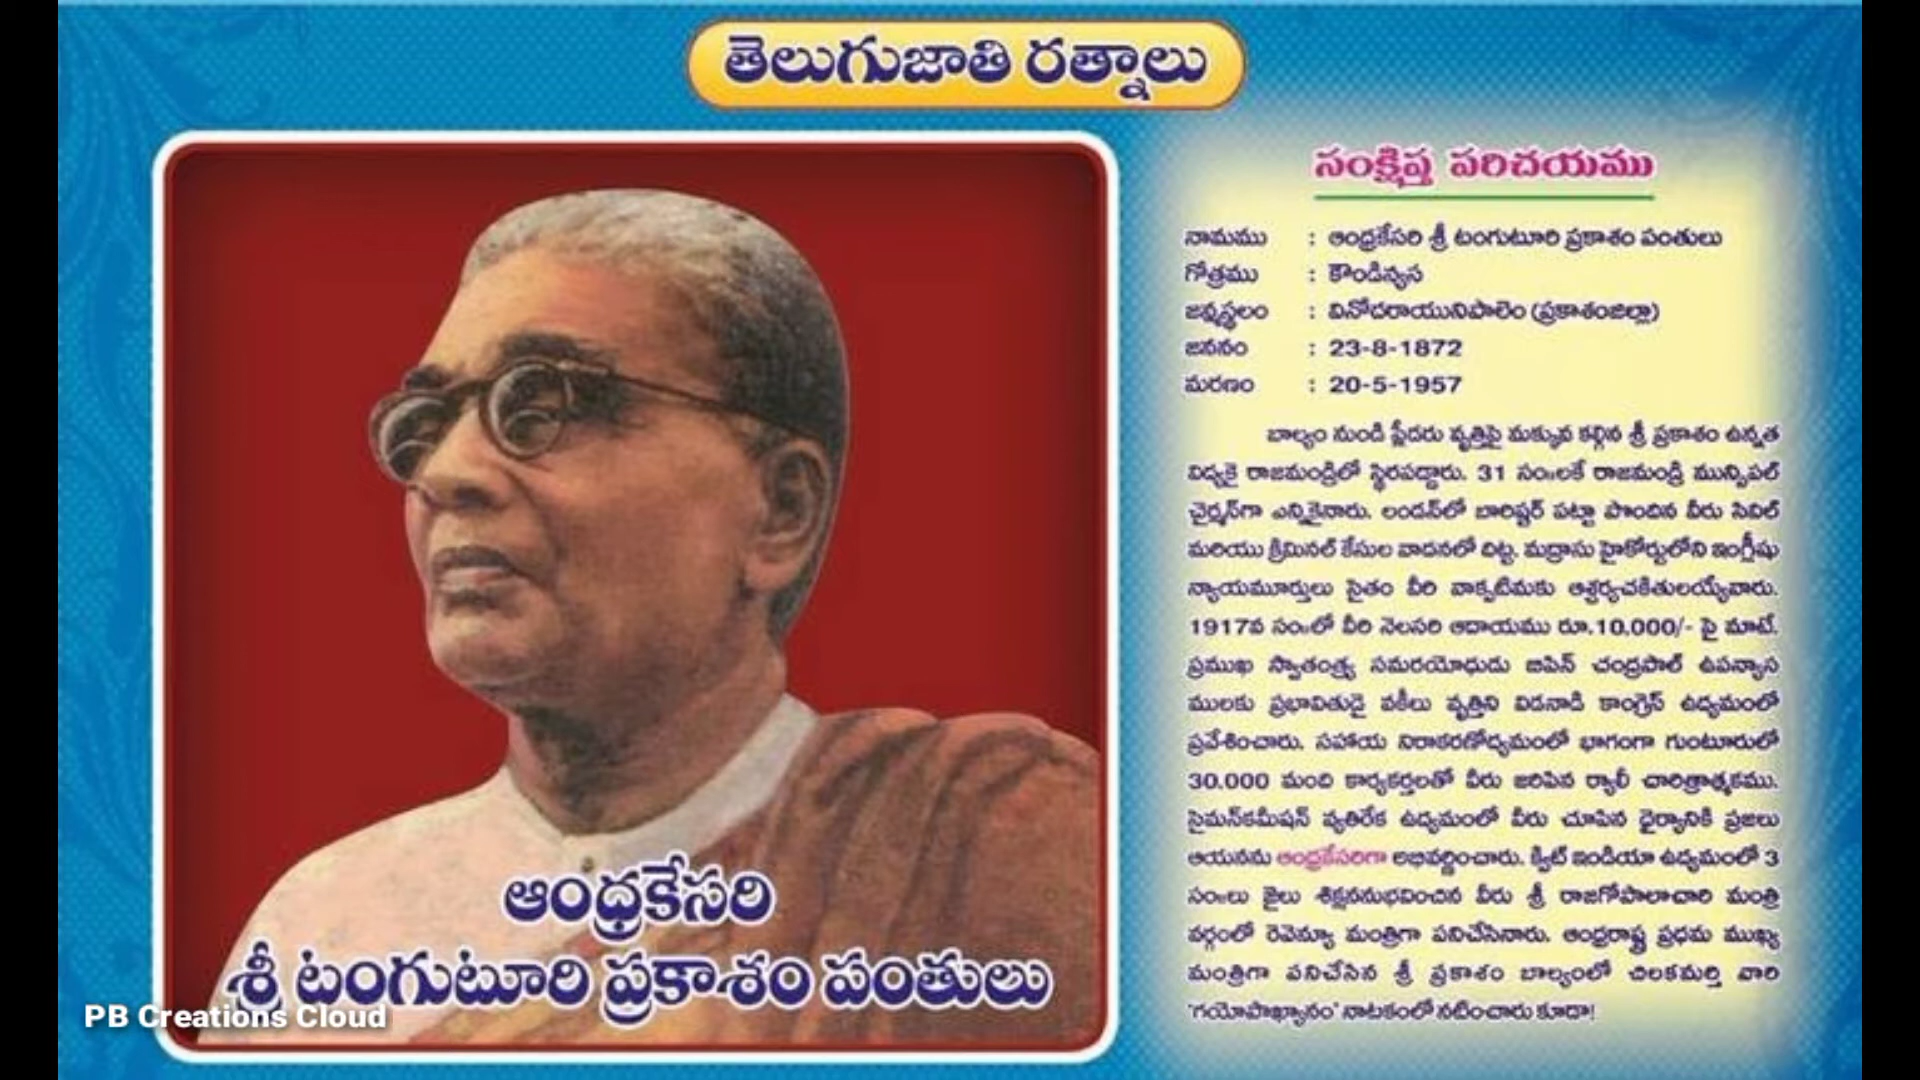 తెలుగుజాతి రత్నాలు
ఆంధ్రకేసరి
శ్రీ టంగుటూరి ప్రకాశం పంతులు
PB Creations Cloud
సంక్షిప్త పరిచయము
నామము : ఆంధ్రకేసరి శ్రీ టంగుటూరి ప్రకాశం పంతులు
గోత్రము : కౌండిన్యస
జన్మస్థలం : వినోదరాయునిపాలెం (ప్రకాశంజిల్లా)
జననం : 23-8-1872
మరణం : 20-5-1957
బాల్యం నుండి ప్లీదరు వృత్తిపై మక్కువ కల్గిన శ్రీ ప్రకాశం ఉన్నత
విద్యకై రాజమండ్రిలో స్థిరపడ్డారు. 31 సం॥లకే రాజమండ్రి మున్సిపల్
చైర్మన్‌గా ఎన్నికైనారు. లండన్‌లో బారిష్టర్ పట్టా పొందిన వీరు సివిల్
మరియు క్రిమినల్ కేసుల వాదనలో దిట్ట. మద్రాసు హైకోర్టులోని ఇంగ్లీషు
న్యాయమూర్తులు సైతం వీరి వాక్పటిమకు ఆశ్చర్యచకితులయ్యేవారు.
1917వ సం॥లో వీరి నెలసరి ఆదాయము రూ.10,000/- పై మాటే.
ప్రముఖ స్వాతంత్ర్య సమరయోధుడు బిపిన్ చంద్రపాల్ ఉపన్యాస
ములకు ప్రభావితుడై వకీలు వృత్తిని విడనాడి కాంగ్రెస్ ఉద్యమంలో
ప్రవేశించారు. సహాయ నిరాకరణోద్యమంలో భాగంగా గుంటూరులో
30.000 మంది కార్యకర్తలతో వీరు జరిపిన ర్యాలీ చారిత్రాత్మకము.
సైమన్‌కమీషన్ వ్యతిరేక ఉద్యమంలో వీరు చూపిన ధైర్యానికి ప్రజలు
ఆయనను ఆంధ్రకేసరిగా అభివర్ణించారు. క్విట్ ఇండియా ఉద్యమంలో 3
సం॥లు జైలు శిక్షననుభవించిన వీరు శ్రీ రాజగోపాలాచారి మంత్రి
వర్గంలో రెవెన్యూ మంత్రిగా పనిచేసినారు. ఆంధ్రరాష్ట్ర ప్రథమ ముఖ్య
మంత్రిగా పనిచేసిన శ్రీ ప్రకాశం బాల్యంలో చిలకమర్తి వారి
'గయోపాఖ్యానం' నాటకంలో నటించారు కూడా!